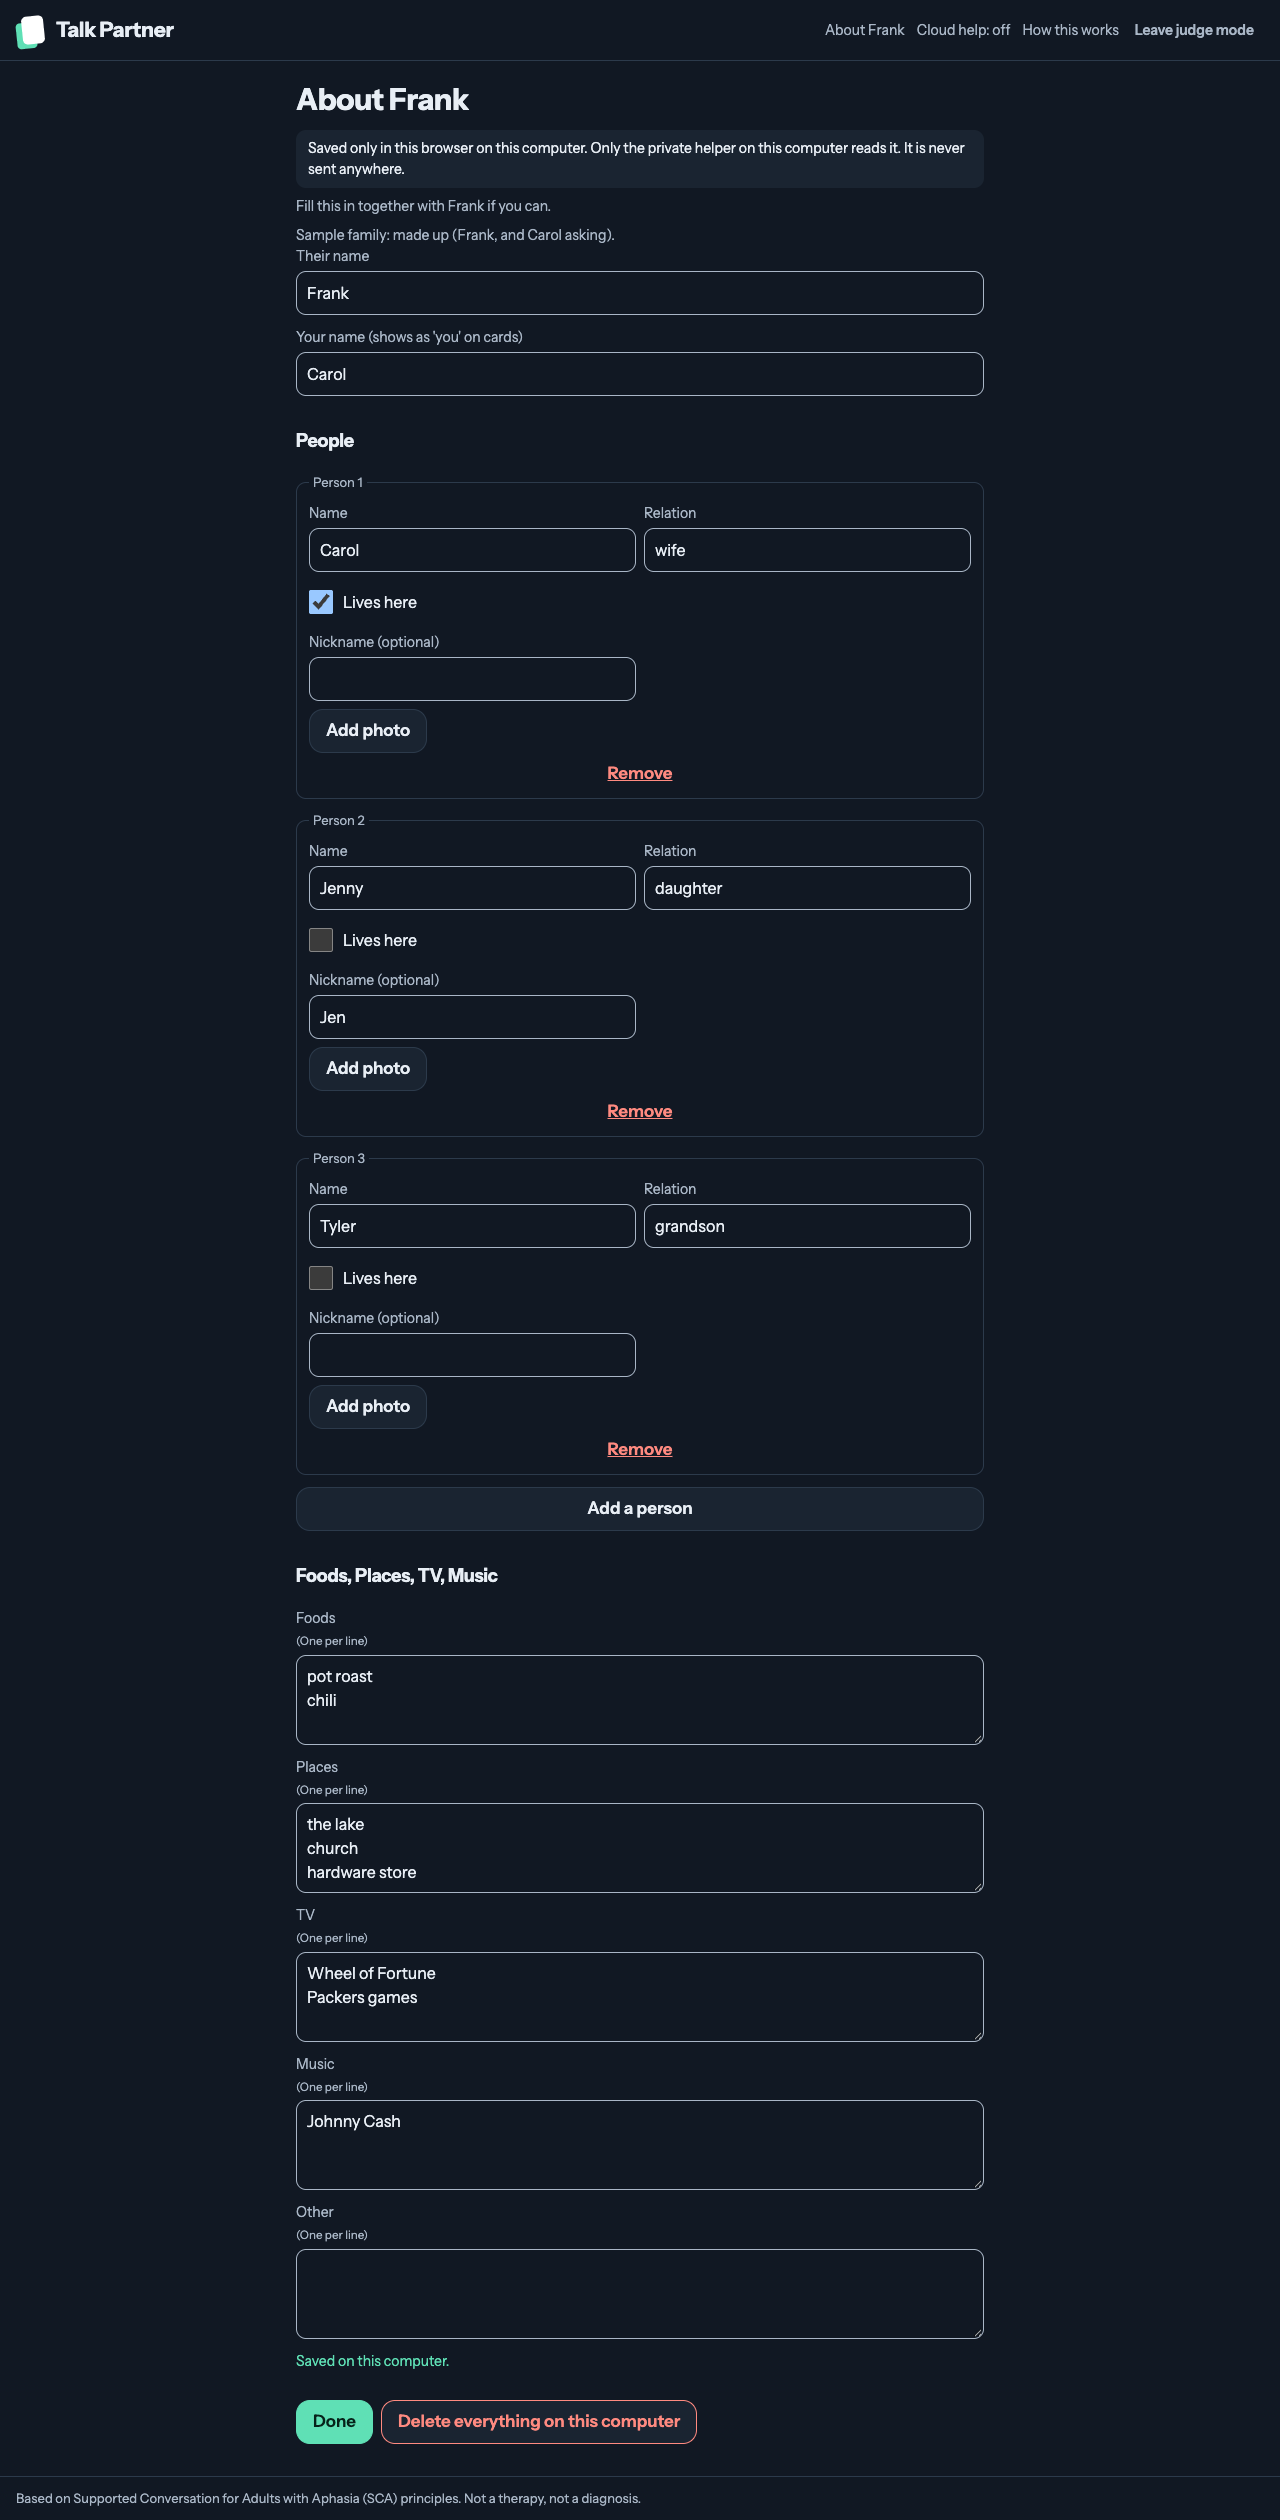 Talk Partner
About Frank
Cloud help: off
How this works
Leave judge mode
About Frank
Saved only in this browser on this computer. Only the private helper on this computer reads it. It is never
sent anywhere.
Fill this in together with Frank if you can.
Sample family: made up (Frank, and Carol asking).
Their name
Frank
Your name (shows as 'you' on cards)
Carol
People
Person 1
Name
Relation
Carol
wife
Lives here
Nickname (optional)
Add photo
Remove
Person 2
Name
Relation
Jenny
daughter
Lives here
Nickname (optional)
Jen
Add photo
Remove
Person 3
Name
Relation
Tyler
grandson
Lives here
Nickname (optional)
Add photo
Remove
Add a person
Foods, Places, TV, Music
Foods
(One per line)
pot roast
chili
Places
(One per line)
the lake
church
hardware store
TV
(One per line)
Wheel of Fortune
Packers games
Music
(One per line)
Johnny Cash
Other
(One per line)
Saved on this computer.
Done
Delete everything on this computer
Based on Supported Conversation for Adults with Aphasia (SCA) principles. Not a therapy, not a diagnosis.